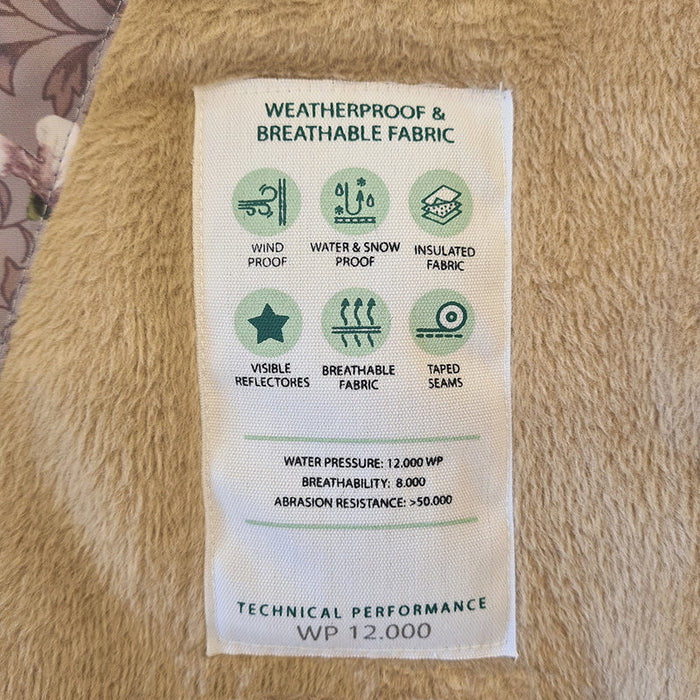 WEATHERPROOF &
BREATHABLE FABRIC
WIND
PROOF
WATER & SNOW
PROOF
INSULATED
FABRIC
VISIBLE
REFLECTORES
BREATHABLE
FABRIC
TAPED
SEAMS
WATER PRESSURE: 12.000 WP
BREATHABILITY: 8.000
ABRASION RESISTANCE: >50.000
TECHNICAL PERFORMANCE
WP 12.000